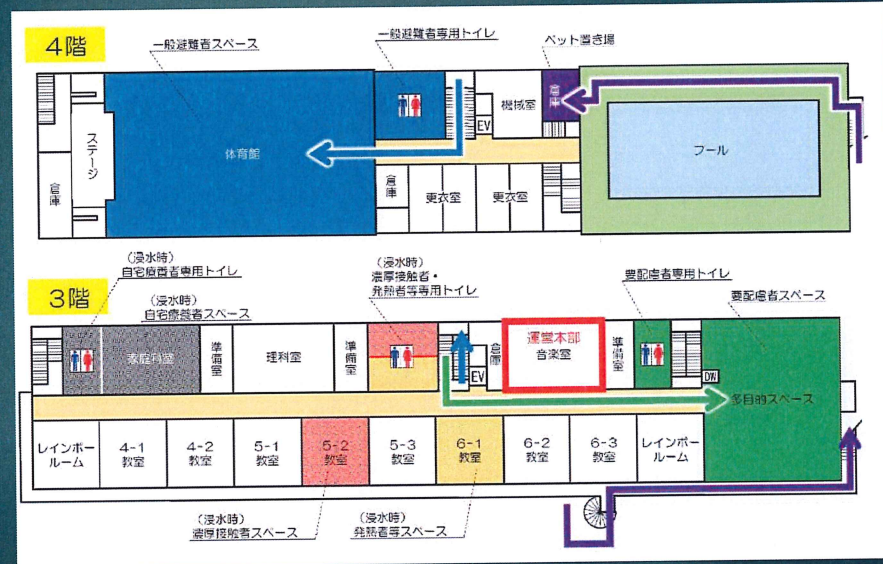 4階
一般避難者スペース
一般避難者専用トイレ
ペット置き場
ステージ
倉庫
体育館
EV
機械室
倉庫
プール
倉庫
更衣室
更衣室
3階
(浸水時)
自宅療養者専用トイレ
(浸水時)
自宅療養者スペース
(浸水時)
濃厚接触者・
発熱者等専用トイレ
要配慮者専用トイレ
要配慮者スペース
家庭科室
準備室
理科室
準備室
EV
倉庫
運営本部
音楽室
準備室
DW
多目的スペース
レインボー
ルーム
4-1
教室
4-2
教室
5-1
教室
5-2
教室
5-3
教室
6-1
教室
6-2
教室
6-3
教室
レインボー
ルーム
(浸水時)
濃厚接触者スペース
(浸水時)
発熱者等スペース